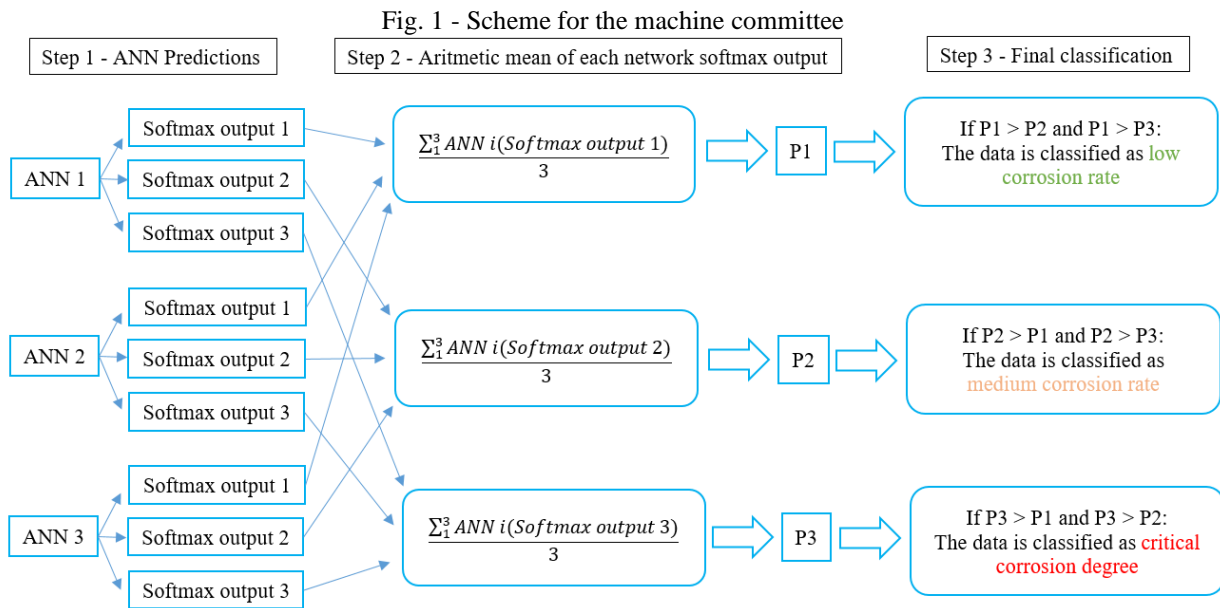 Fig. 1 - Scheme for the machine committee
Step 1 - ANN Predictions
Step 2 - Aritmetic mean of each network softmax output
Step 3 - Final classification
ANN 1
Softmax output 1
Softmax output 2
Softmax output 3
ANN 2
Softmax output 1
Softmax output 2
Softmax output 3
ANN 3
Softmax output 1
Softmax output 2
Softmax output 3
∑₁³ ANN i(Softmax output 1)
3
∑₁³ ANN i(Softmax output 2)
3
∑₁³ ANN i(Softmax output 3)
3
P1
P2
P3
If P1 > P2 and P1 > P3:
The data is classified as low
corrosion rate
If P2 > P1 and P2 > P3:
The data is classified as
medium corrosion rate
If P3 > P1 and P3 > P2:
The data is classified as critical
corrosion degree